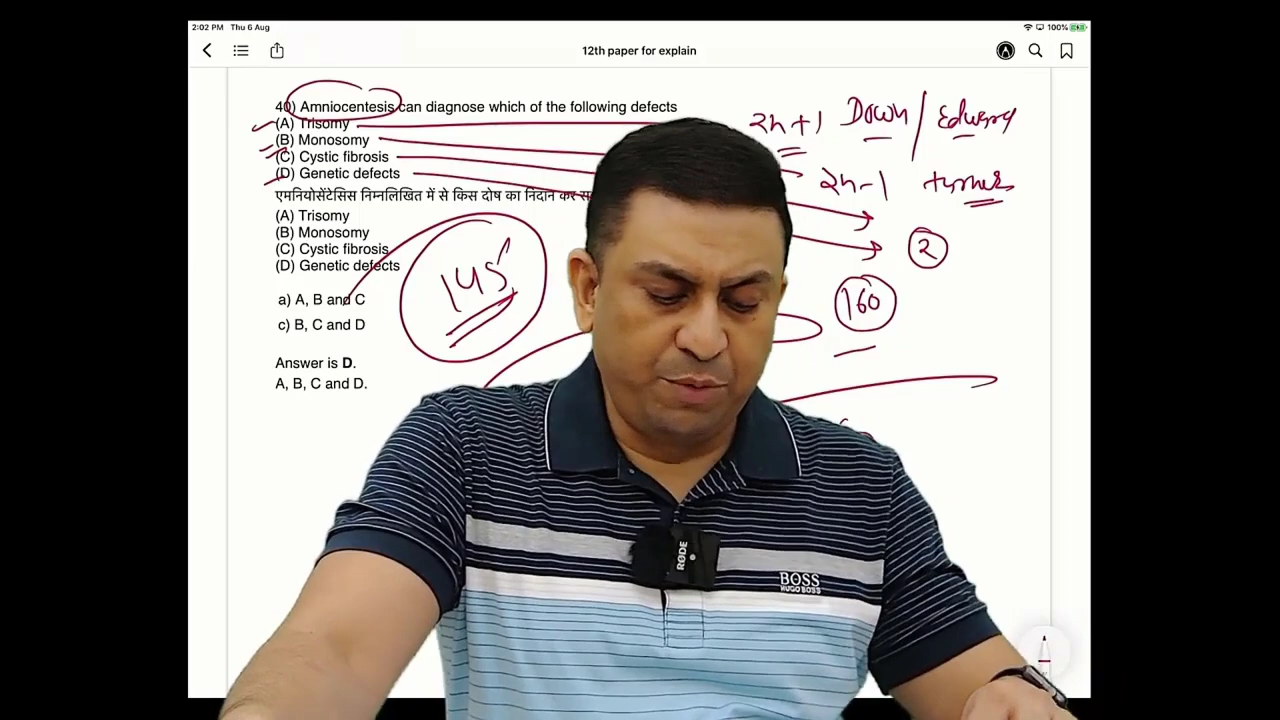 2:02 PM Thu 6 Aug
100%
12th paper for explain
40) Amniocentesis can diagnose which of the following defects
(A) Trisomy
(B) Monosomy
(C) Cystic fibrosis
(D) Genetic defects
2n+1 Down / Edward
2n-1 turner
एमनियोसेंटेसिस निम्नलिखित में से किस दोष का निदान कर
(A) Trisomy
(B) Monosomy
(C) Cystic fibrosis
(D) Genetic defects
2
145
160
a) A, B and C
c) B, C and D
Answer is D.
A, B, C and D.
RØDE
BOSS
HUGO BOSS